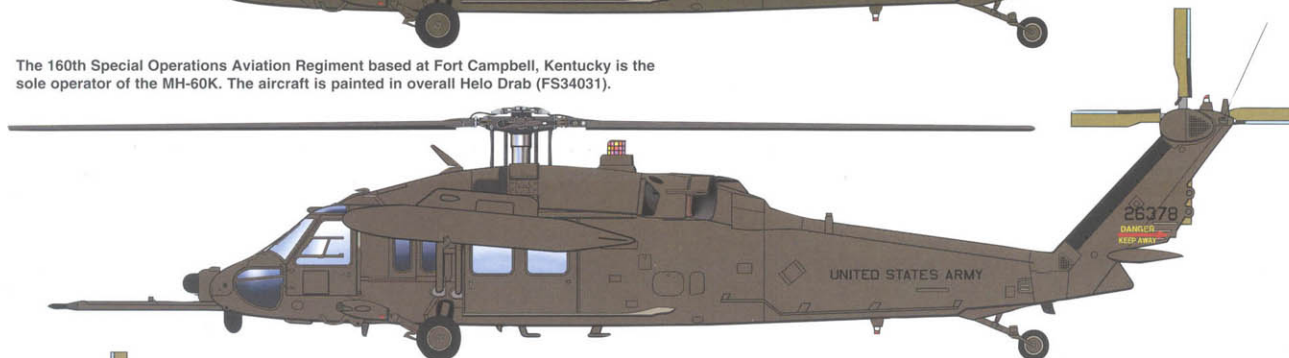 The 160th Special Operations Aviation Regiment based at Fort Campbell, Kentucky is the
sole operator of the MH-60K. The aircraft is painted in overall Helo Drab (FS34031).
26378
DANGER
KEEP AWAY
UNITED STATES ARMY